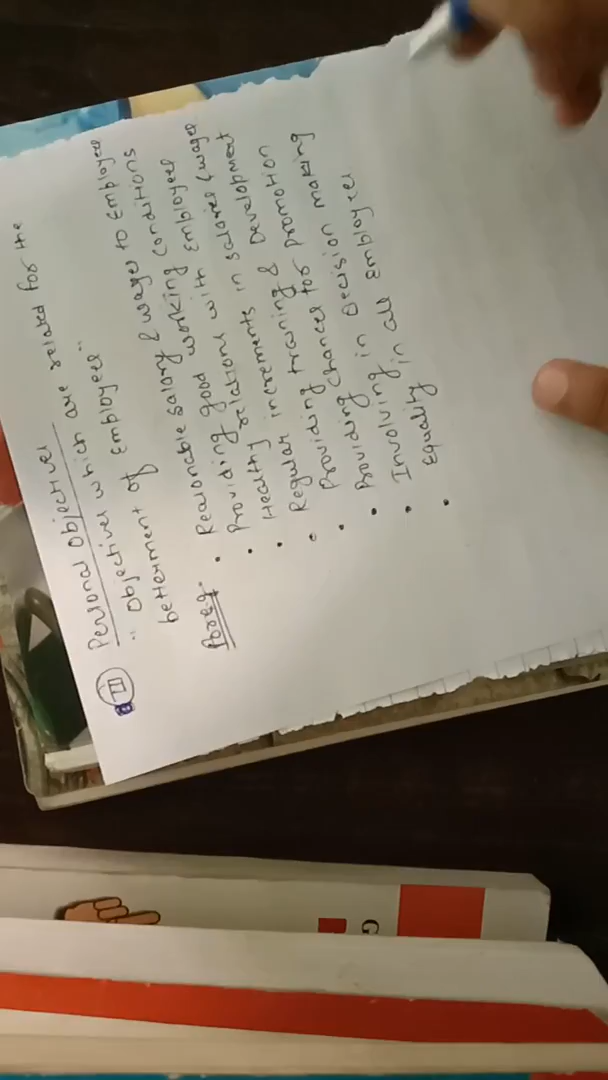 III Personal Objectives
"Objectives which are related for the
betterment of Employees"
for e.g. • Reasonable salary & wages to Employees
• Providing good working conditions
• Healthy relations with employees
• Regular increments in salaries & wages
• Providing training & Development
• Providing chances for promotion
• Involving in Decision making
• Equality in all Employees
G